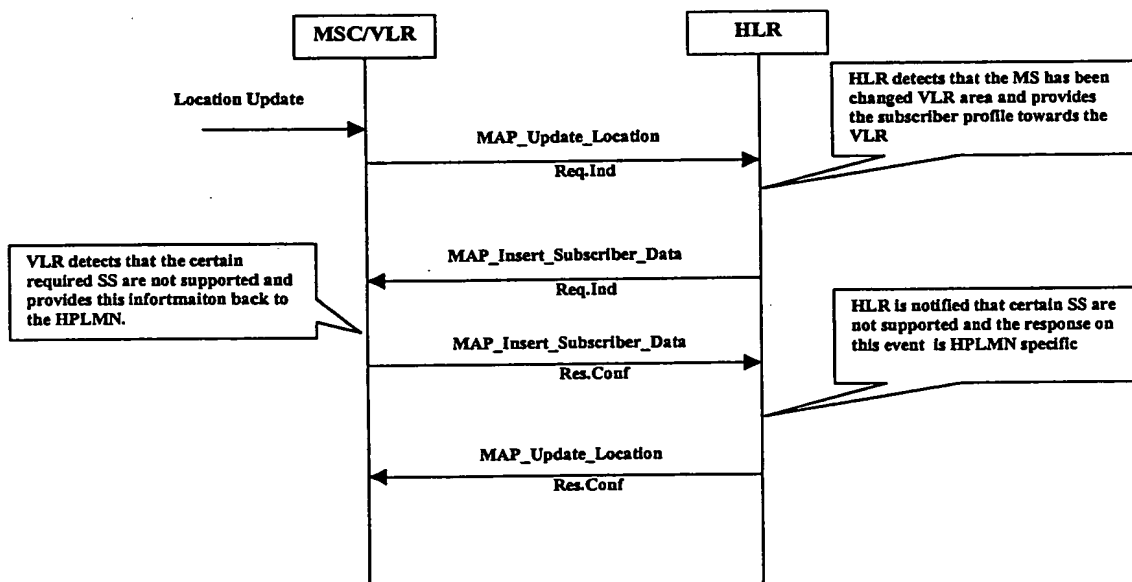 MSC/VLR
HLR
HLR detects that the MS has been
changed VLR area and provides
the subscriber profile towards the
VLR
Location Update
MAP_Update_Location
Req.Ind
VLR detects that the certain
required SS are not supported and
provides this infortmaiton back to
the HPLMN.
MAP_Insert_Subscriber_Data
Req.Ind
HLR is notified that certain SS are
not supported and the response on
this event is HPLMN specific
MAP_Insert_Subscriber_Data
Res.Conf
MAP_Update_Location
Res.Conf